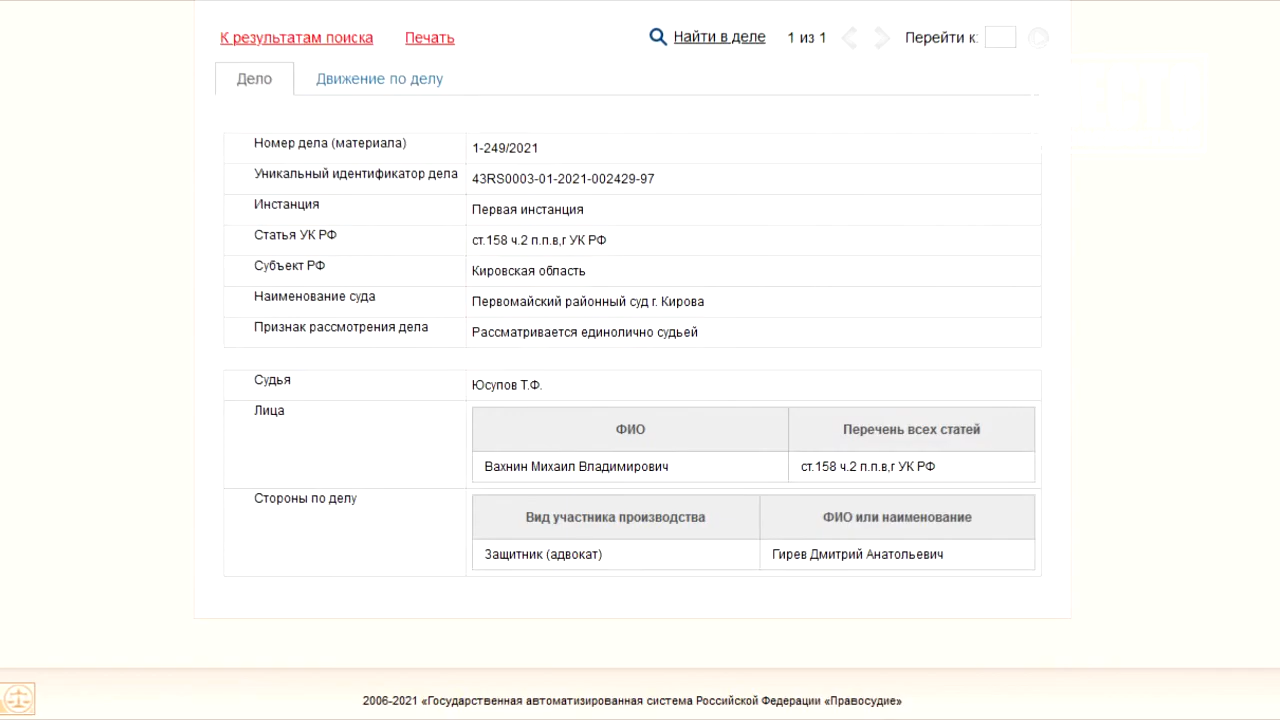 К результатам поиска Печать Найти в деле 1 из 1 Перейти к:
Дело Движение по делу
Номер дела (материала) 1-249/2021
Уникальный идентификатор дела 43RS0003-01-2021-002429-97
Инстанция Первая инстанция
Статья УК РФ ст.158 ч.2 п.п.в,г УК РФ
Субъект РФ Кировская область
Наименование суда Первомайский районный суд г. Кирова
Признак рассмотрения дела Рассматривается единолично судьей
Судья Юсупов Т.Ф.
Лица
ФИО Перечень всех статей
Вахнин Михаил Владимирович ст.158 ч.2 п.п.в,г УК РФ
Стороны по делу
Вид участника производства ФИО или наименование
Защитник (адвокат) Гирев Дмитрий Анатольевич
2006-2021 «Государственная автоматизированная система Российской Федерации «Правосудие»